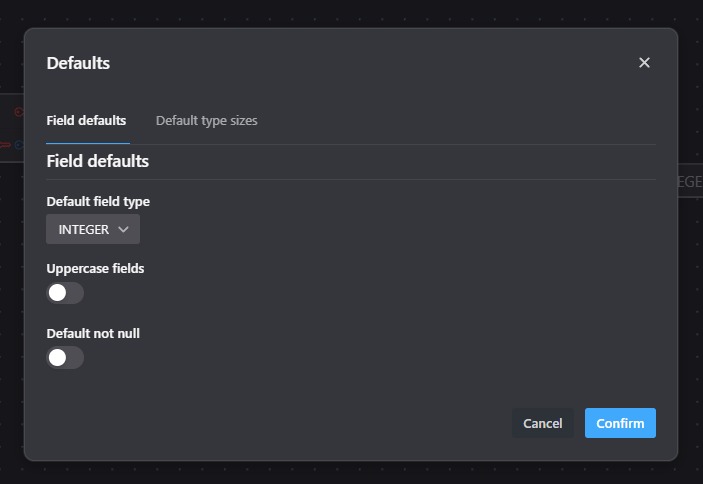 Defaults
Field defaults
Default type sizes
Field defaults
Default field type
INTEGER
Uppercase fields
Default not null
Cancel
Confirm